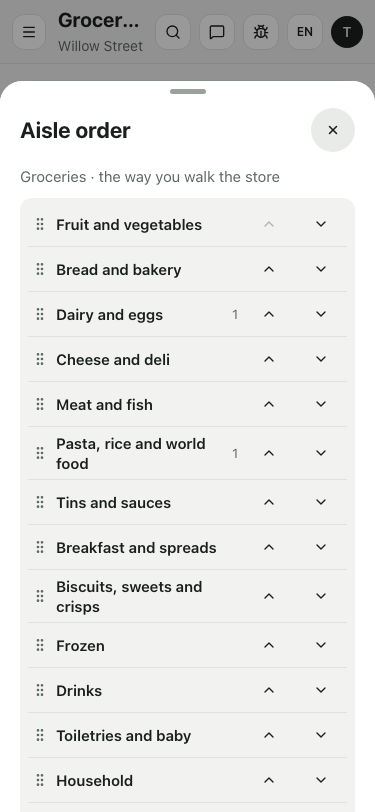 Grocer...
Willow Street
EN
T
Aisle order
Groceries · the way you walk the store
Fruit and vegetables
Bread and bakery
Dairy and eggs 1
Cheese and deli
Meat and fish
Pasta, rice and world
food 1
Tins and sauces
Breakfast and spreads
Biscuits, sweets and
crisps
Frozen
Drinks
Toiletries and baby
Household